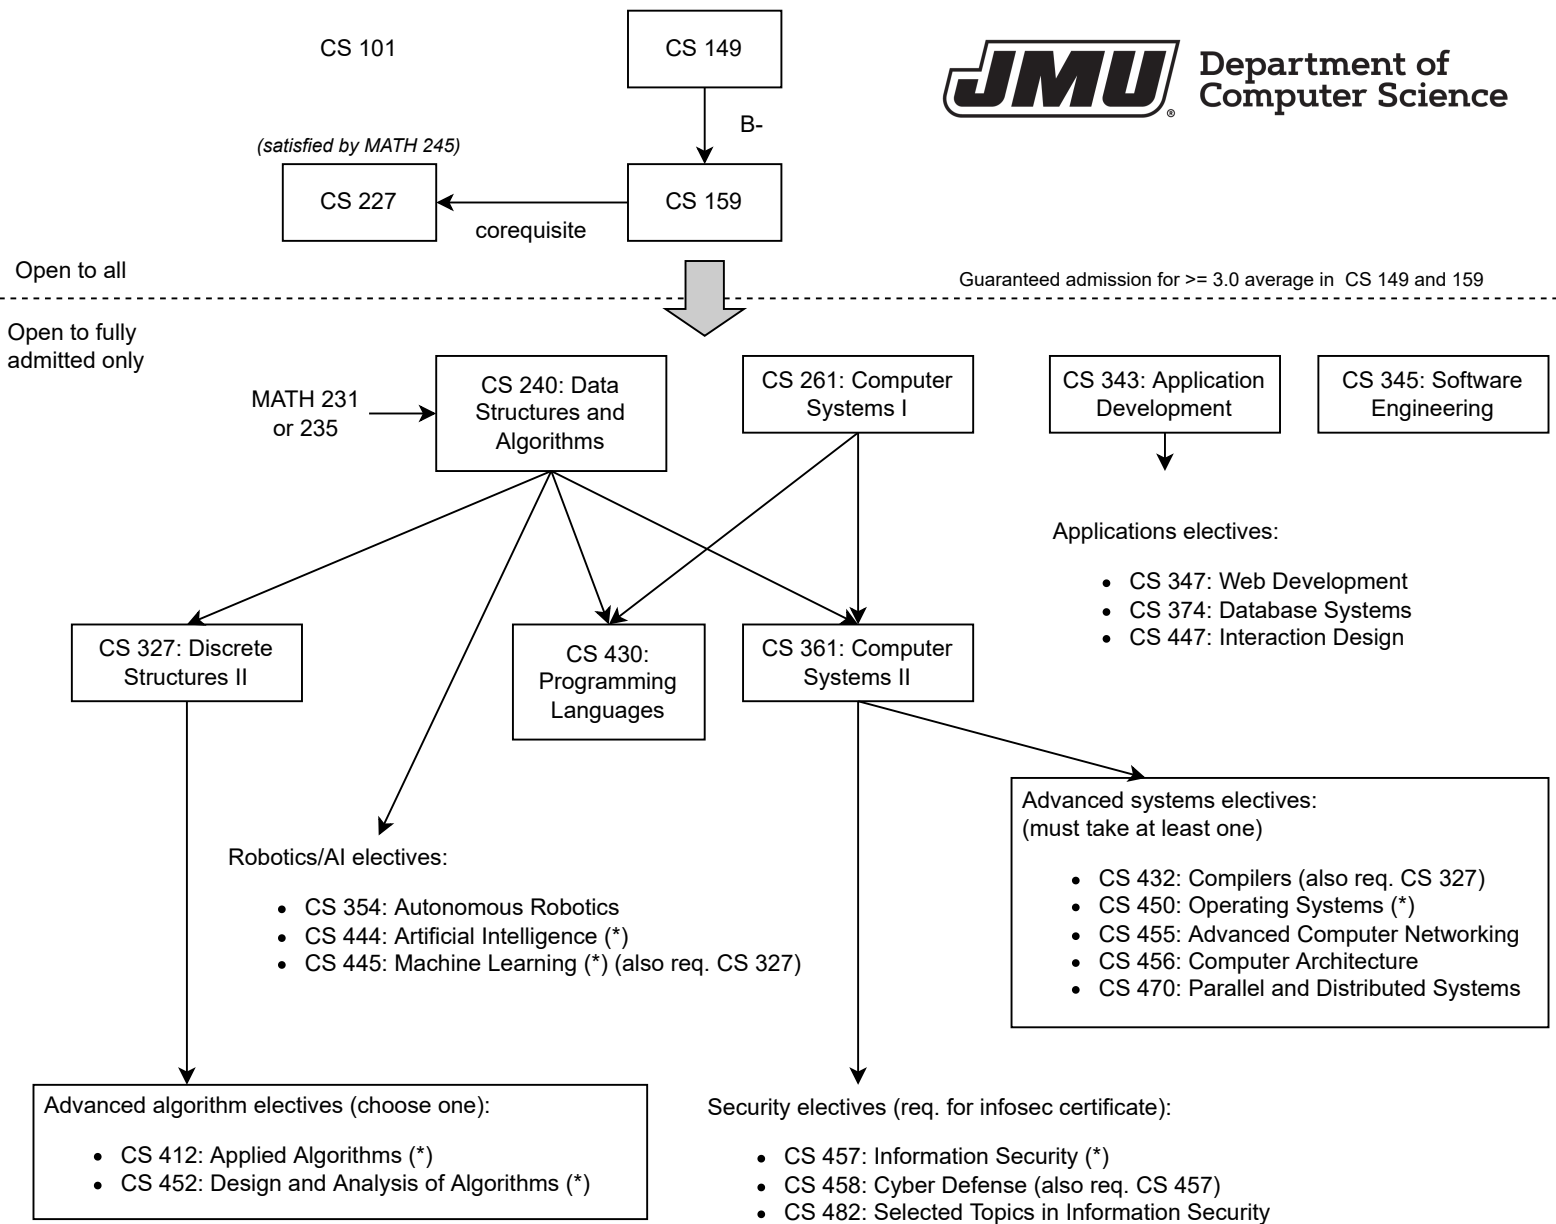 CS 101
CS 149
JMU
®
Department of
Computer Science
B-
(satisfied by MATH 245)
CS 227
CS 159
corequisite
Open to all
Guaranteed admission for >= 3.0 average in  CS 149 and 159
Open to fully
admitted only
MATH 231
or 235
CS 240: Data
Structures and
Algorithms
CS 261: Computer
Systems I
CS 343: Application
Development
CS 345: Software
Engineering
Applications electives:
• CS 347: Web Development
• CS 374: Database Systems
• CS 447: Interaction Design
CS 327: Discrete
Structures II
CS 430:
Programming
Languages
CS 361: Computer
Systems II
Advanced systems electives:
(must take at least one)
• CS 432: Compilers (also req. CS 327)
• CS 450: Operating Systems (*)
• CS 455: Advanced Computer Networking
• CS 456: Computer Architecture
• CS 470: Parallel and Distributed Systems
Robotics/AI electives:
• CS 354: Autonomous Robotics
• CS 444: Artificial Intelligence (*)
• CS 445: Machine Learning (*) (also req. CS 327)
Advanced algorithm electives (choose one):
• CS 412: Applied Algorithms (*)
• CS 452: Design and Analysis of Algorithms (*)
Security electives (req. for infosec certificate):
• CS 457: Information Security (*)
• CS 458: Cyber Defense (also req. CS 457)
• CS 482: Selected Topics in Information Security